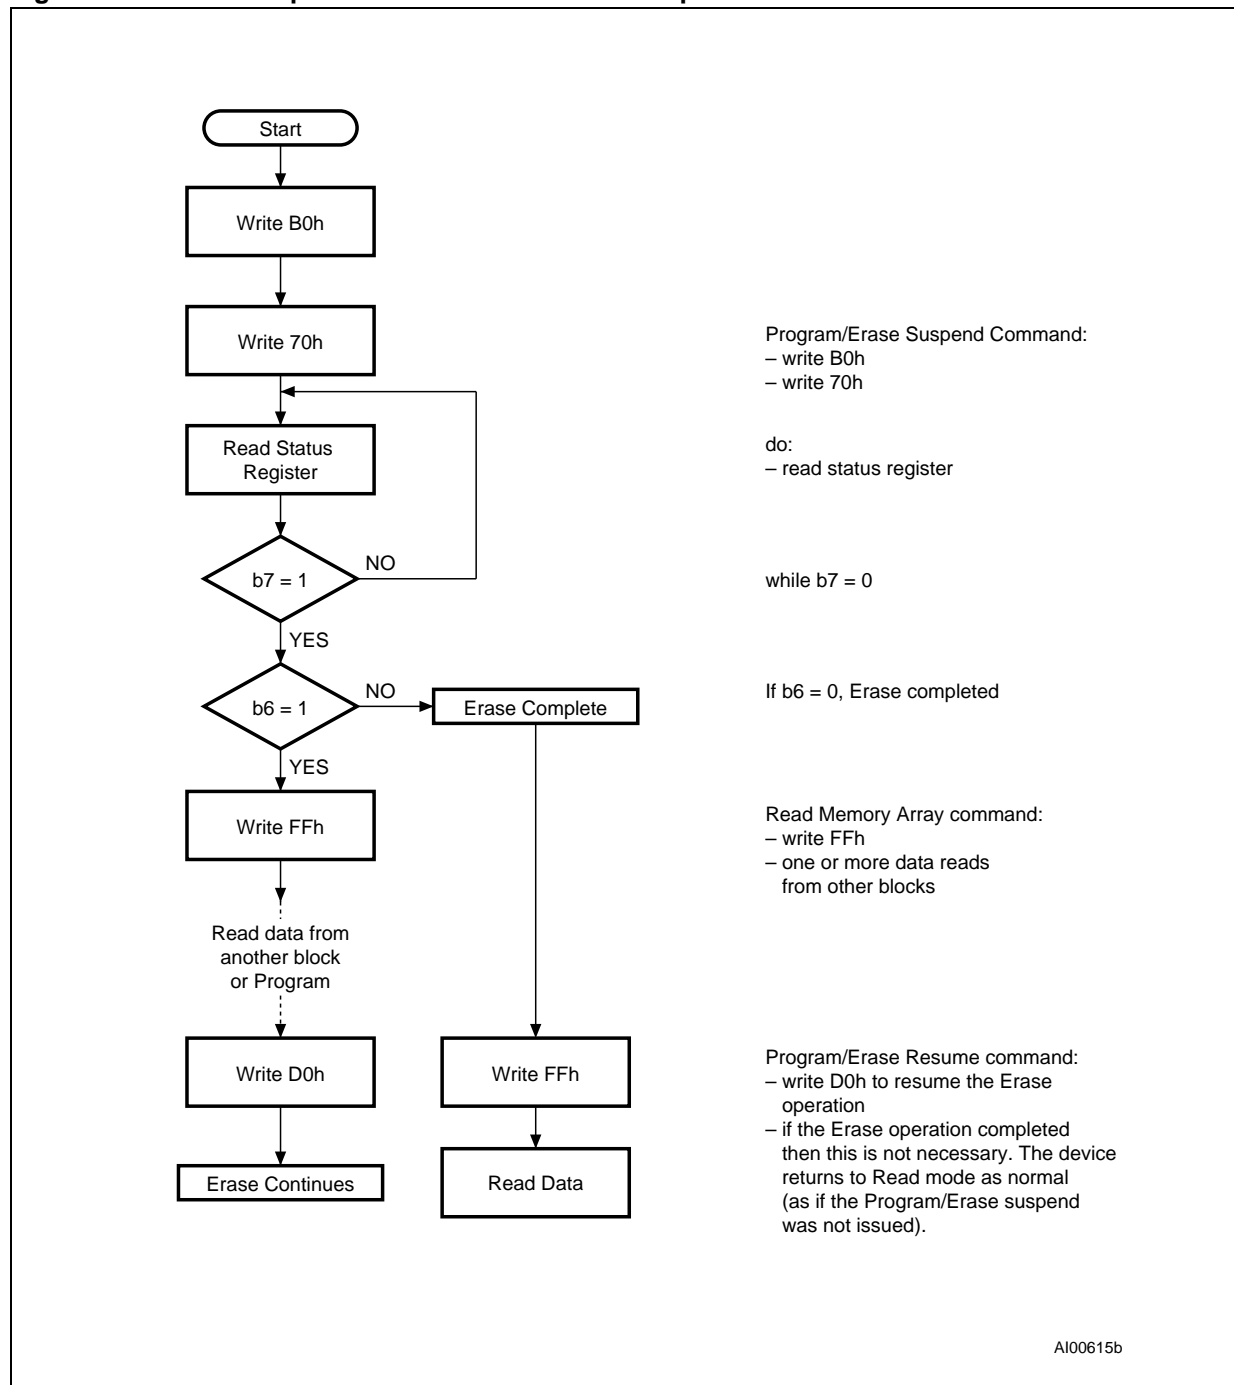 Start
Write B0h
Write 70h
Program/Erase Suspend Command:
– write B0h
– write 70h
Read Status
Register
do:
– read status register
NO
b7 = 1
while b7 = 0
YES
NO
b6 = 1
Erase Complete
If b6 = 0, Erase completed
YES
Write FFh
Read Memory Array command:
– write FFh
– one or more data reads
from other blocks
Read data from
another block
or Program
Write D0h
Write FFh
Program/Erase Resume command:
– write D0h to resume the Erase
operation
– if the Erase operation completed
then this is not necessary. The device
returns to Read mode as normal
(as if the Program/Erase suspend
was not issued).
Erase Continues
Read Data
AI00615b